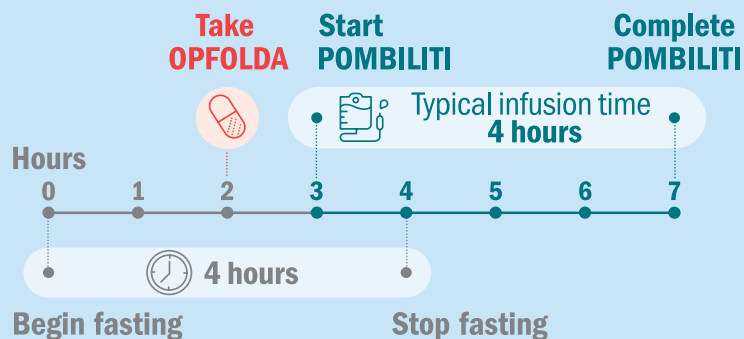 Take
OPFOLDA
Start
POMBILITI
Complete
POMBILITI
Typical infusion time
4 hours
Hours
0 1 2 3 4 5 6 7
4 hours
Begin fasting
Stop fasting